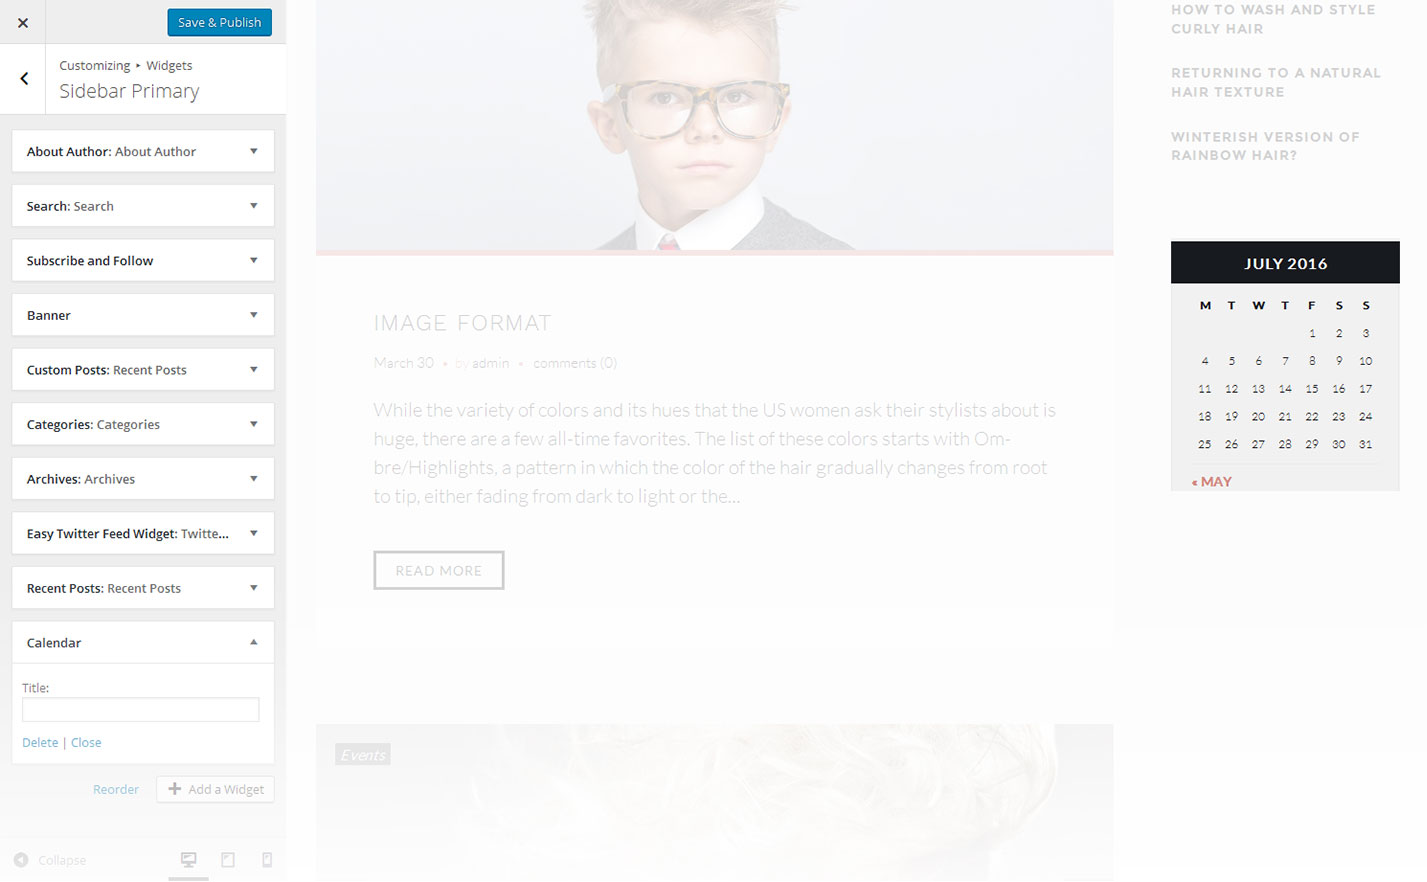 Save & Publish
Customizing ▸ Widgets
Sidebar Primary
About Author: About Author
Search: Search
Subscribe and Follow
Banner
Custom Posts: Recent Posts
Categories: Categories
Archives: Archives
Easy Twitter Feed Widget: Twitte...
Recent Posts: Recent Posts
Calendar
Title:
Delete | Close
Reorder
Add a Widget
Collapse
IMAGE FORMAT
March 30 • by admin • comments (0)
While the variety of colors and its hues that the US women ask their stylists about is
huge, there are a few all-time favorites. The list of these colors starts with Om-
bre/Highlights, a pattern in which the color of the hair gradually changes from root
to tip, either fading from dark to light or the...
READ MORE
Events
HOW TO WASH AND STYLE
CURLY HAIR
RETURNING TO A NATURAL
HAIR TEXTURE
WINTERISH VERSION OF
RAINBOW HAIR?
JULY 2016
M T W T F S S
1 2 3
4 5 6 7 8 9 10
11 12 13 14 15 16 17
18 19 20 21 22 23 24
25 26 27 28 29 30 31
« MAY